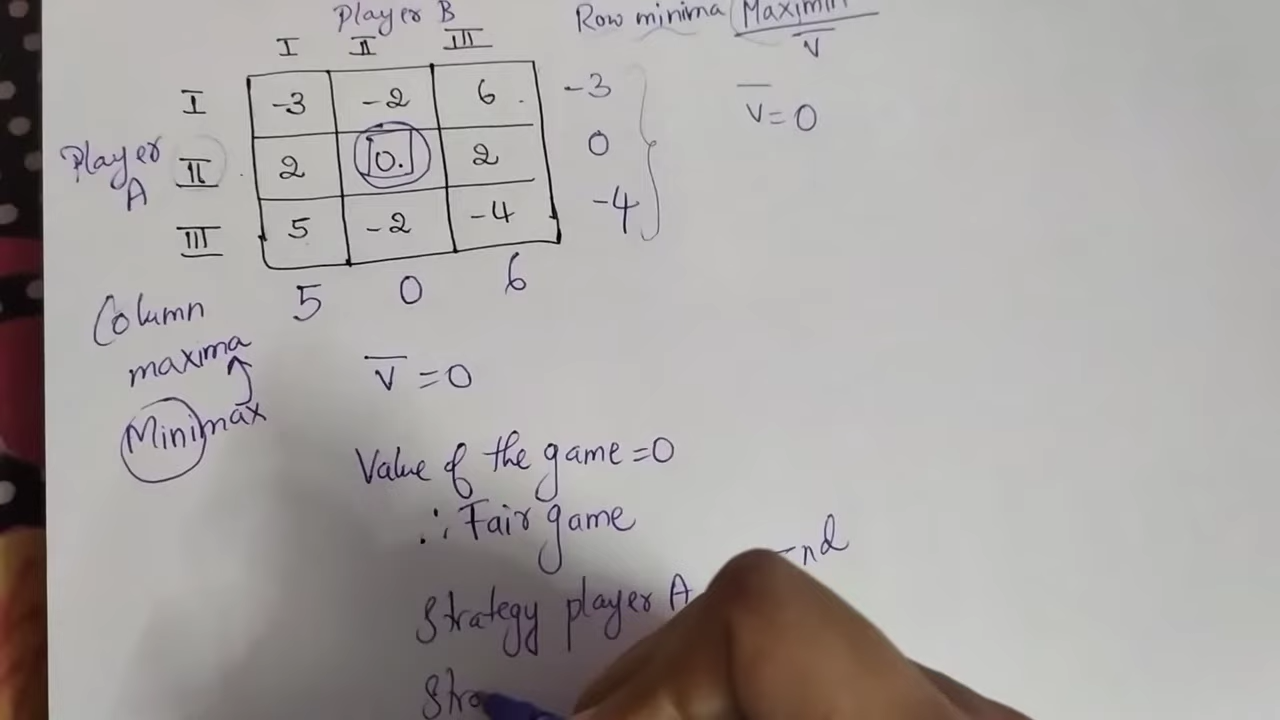 Player B
Row minima Maximin
I II III
V̅
I -3 -2 6 -3
V̅ = 0
Player A
II 2 0 2 0
III 5 -2 -4 -4
Column maxima
5 0 6
Minimax
V̅ = 0
Value of the game = 0
∴ Fair game
Strategy player A nd
Stra